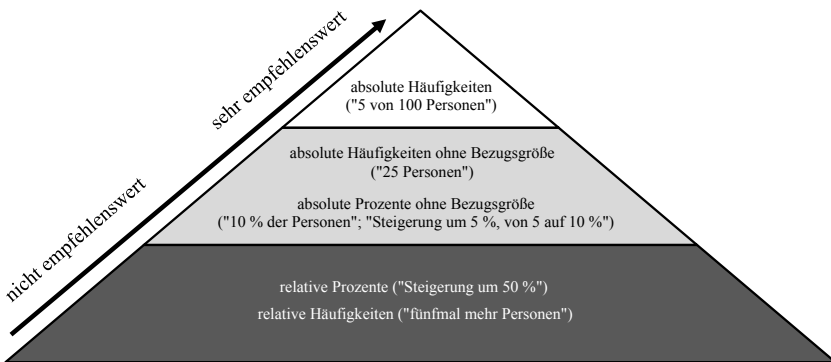 sehr empfehlenswert
nicht empfehlenswert
absolute Häufigkeiten
("5 von 100 Personen")
absolute Häufigkeiten ohne Bezugsgröße
("25 Personen")
absolute Prozente ohne Bezugsgröße
("10 % der Personen"; "Steigerung um 5 %, von 5 auf 10 %")
relative Prozente ("Steigerung um 50 %")
relative Häufigkeiten ("fünfmal mehr Personen")